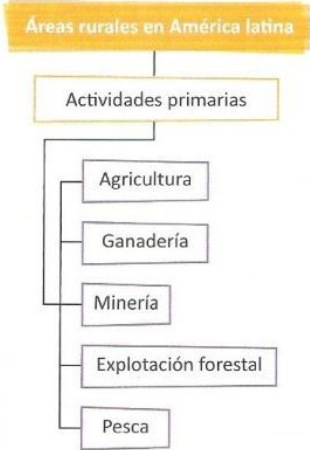 Áreas rurales en América latina
Actividades primarias
Agricultura
Ganadería
Minería
Explotación forestal
Pesca